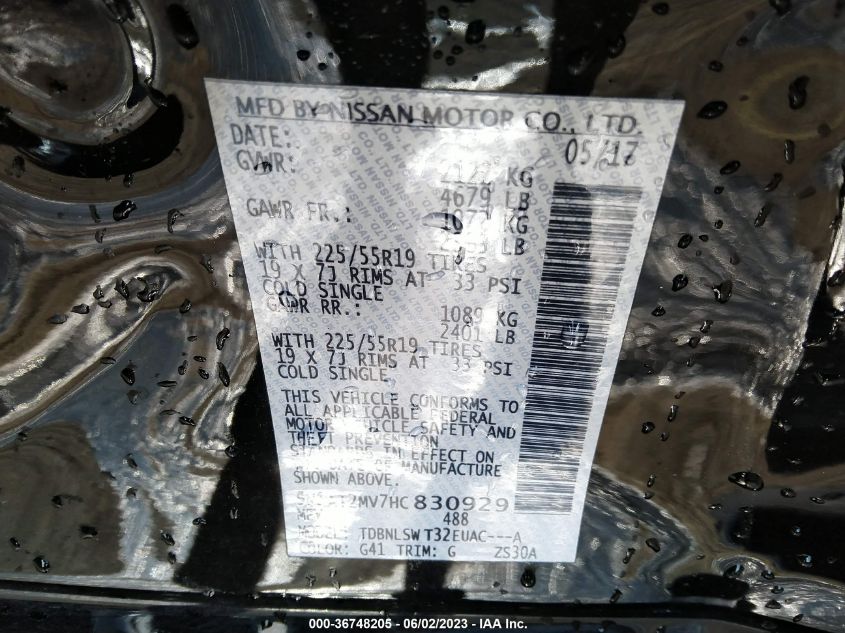 MFD BY NISSAN MOTOR CO., LTD.
DATE: 05/17
GVWR: KG
4679 LB
GAWR FR.: KG
LB
WITH 225/55R19 TIRES
19 X 7J RIMS AT 33 PSI
COLD SINGLE
GAWR RR.: 1089 KG
2401 LB
WITH 225/55R19 TIRES
19 X 7J RIMS AT 33 PSI
COLD SINGLE
THIS VEHICLE CONFORMS TO
ALL APPLICABLE FEDERAL
MOTOR VEHICLE SAFETY AND
THEFT PREVENTION
STANDARDS IN EFFECT ON
DATE OF MANUFACTURE
SHOWN ABOVE.
T2MV7HC 830929
488
MODEL: TDBNLSW T32EUAC---A
COLOR: G41 TRIM: G ZS30A
000-36748205 - 06/02/2023 - IAA Inc.